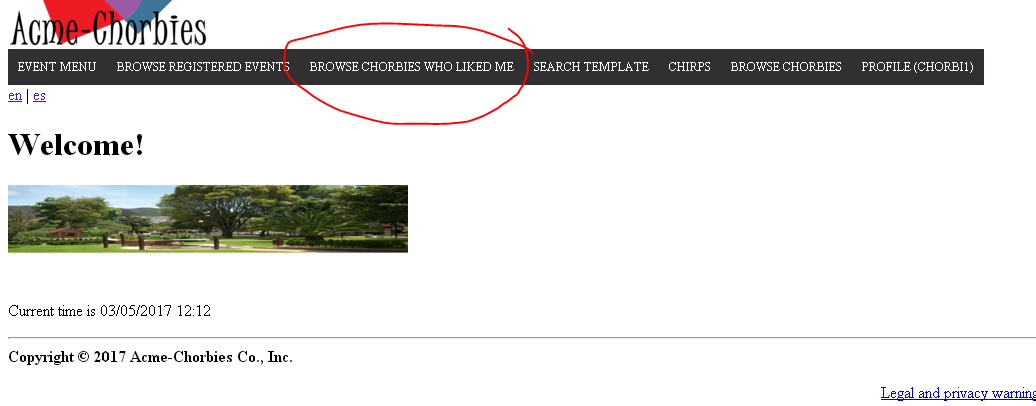 Acme-Chorbies
EVENT MENU BROWSE REGISTERED EVENTS BROWSE CHORBIES WHO LIKED ME SEARCH TEMPLATE CHIRPS BROWSE CHORBIES PROFILE (CHORBI1)
en | es
Welcome!
Current time is 03/05/2017 12:12
Copyright © 2017 Acme-Chorbies Co., Inc.
Legal and privacy warning